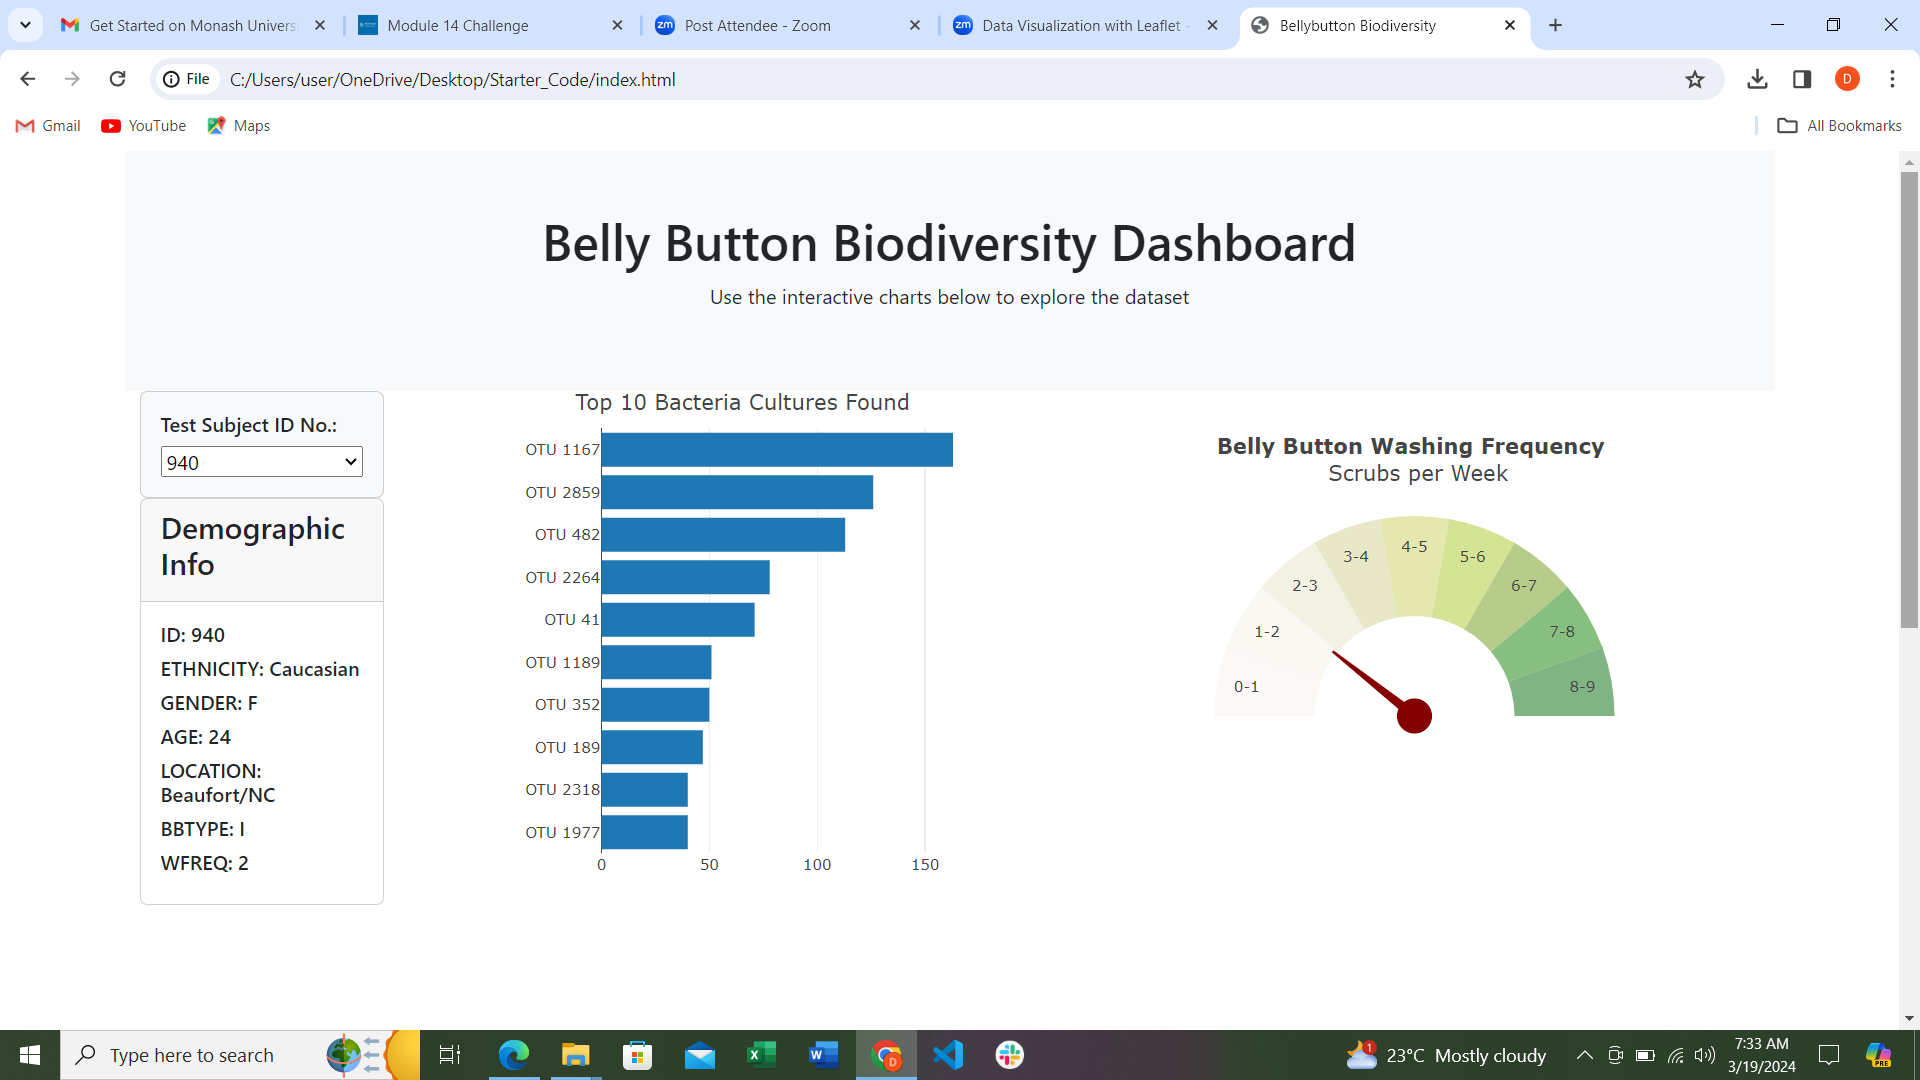 Get Started on Monash Univers
Module 14 Challenge
zm
Post Attendee - Zoom
zm
Data Visualization with Leaflet -
Bellybutton Biodiversity
File
C:/Users/user/OneDrive/Desktop/Starter_Code/index.html
D
Gmail
YouTube
Maps
All Bookmarks
Belly Button Biodiversity Dashboard
Use the interactive charts below to explore the dataset
Test Subject ID No.:
940
Demographic
Info
ID: 940
ETHNICITY: Caucasian
GENDER: F
AGE: 24
LOCATION:
Beaufort/NC
BBTYPE: I
WFREQ: 2
Top 10 Bacteria Cultures Found
OTU 1167
OTU 2859
OTU 482
OTU 2264
OTU 41
OTU 1189
OTU 352
OTU 189
OTU 2318
OTU 1977
0
50
100
150
Belly Button Washing Frequency
Scrubs per Week
0-1
1-2
2-3
3-4
4-5
5-6
6-7
7-8
8-9
Type here to search
D
1
23°C Mostly cloudy
7:33 AM
3/19/2024
PRE